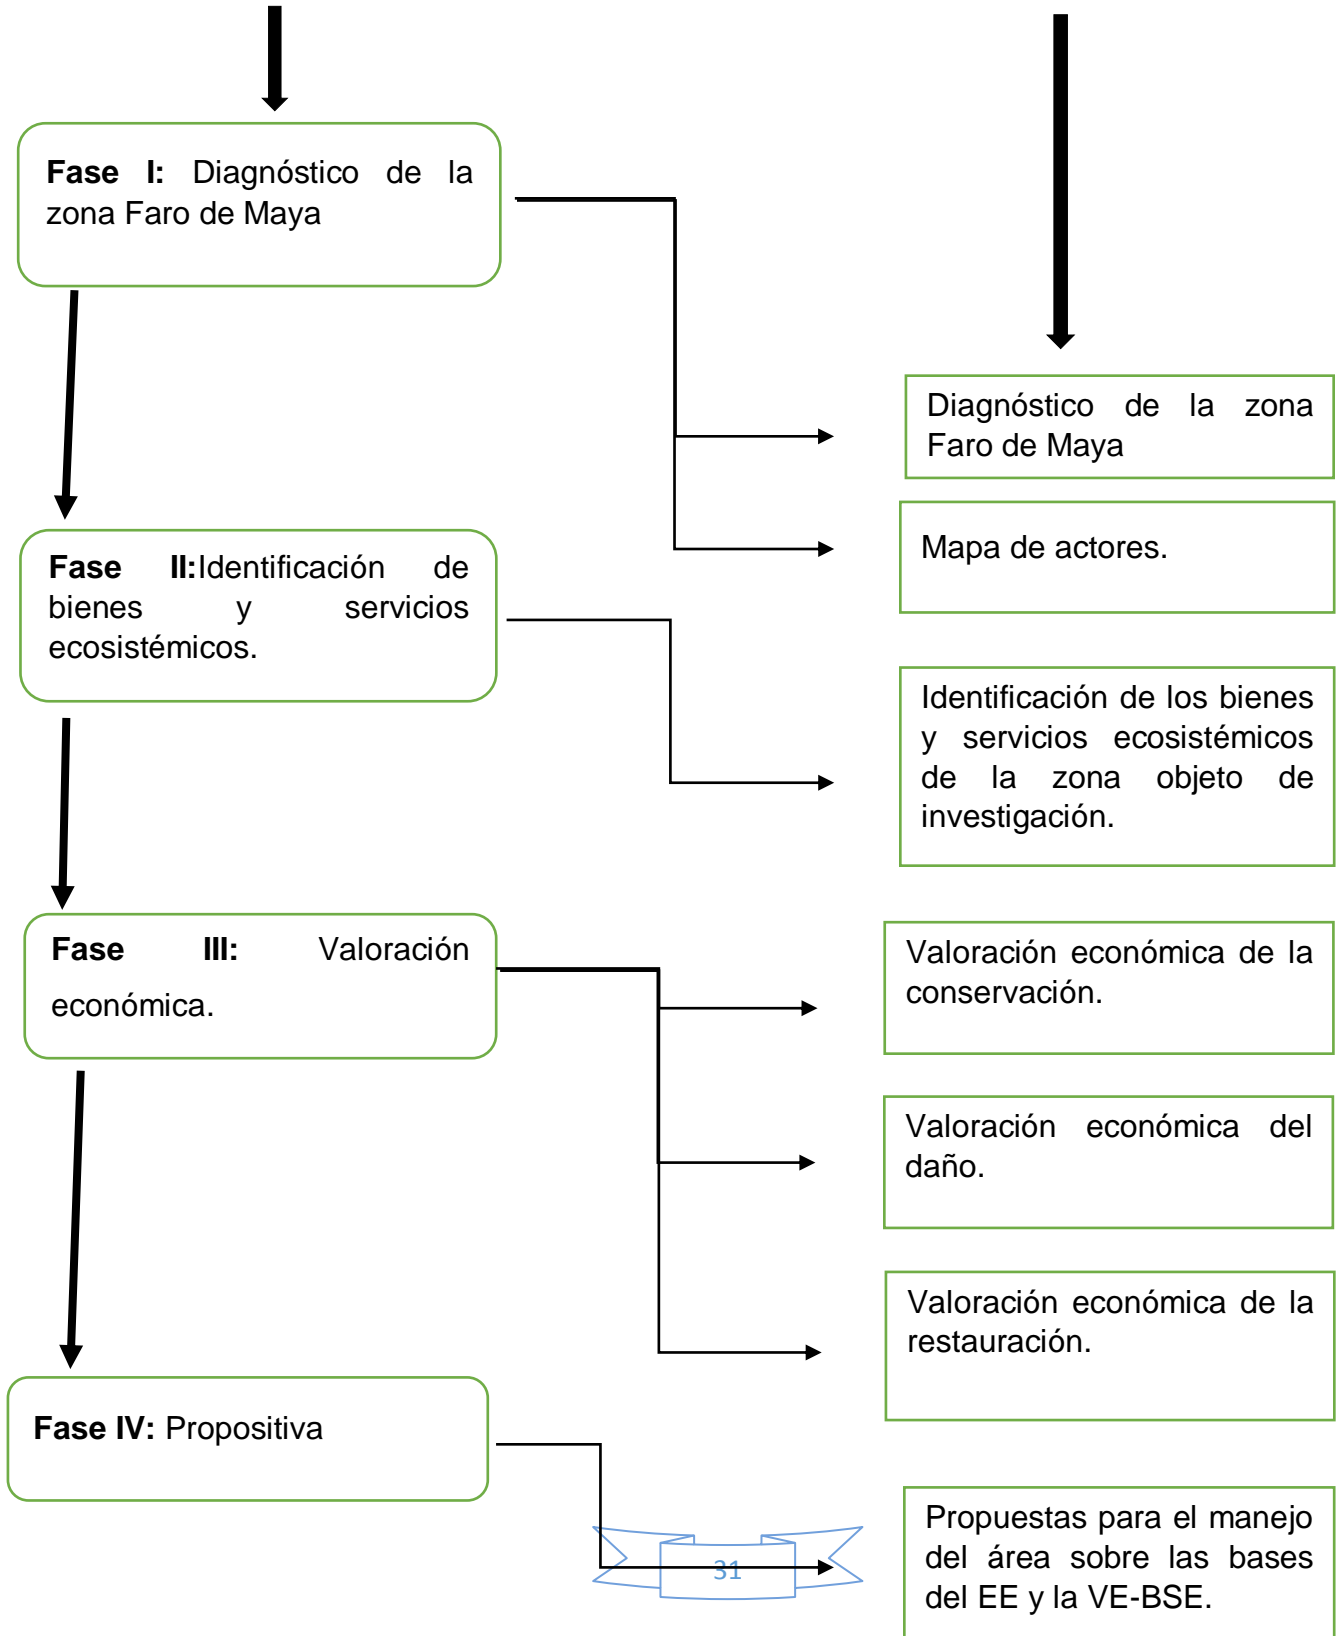 Fase I: Diagnóstico de la
zona Faro de Maya
Diagnóstico de la zona
Faro de Maya
Mapa de actores.
Fase II:Identificación de
bienes y servicios
ecosistémicos.
Identificación de los bienes
y servicios ecosistémicos
de la zona objeto de
investigación.
Fase III: Valoración
económica.
Valoración económica de la
conservación.
Valoración económica del
daño.
Valoración económica de la
restauración.
Fase IV: Propositiva
Propuestas para el manejo
del área sobre las bases
del EE y la VE-BSE.
31